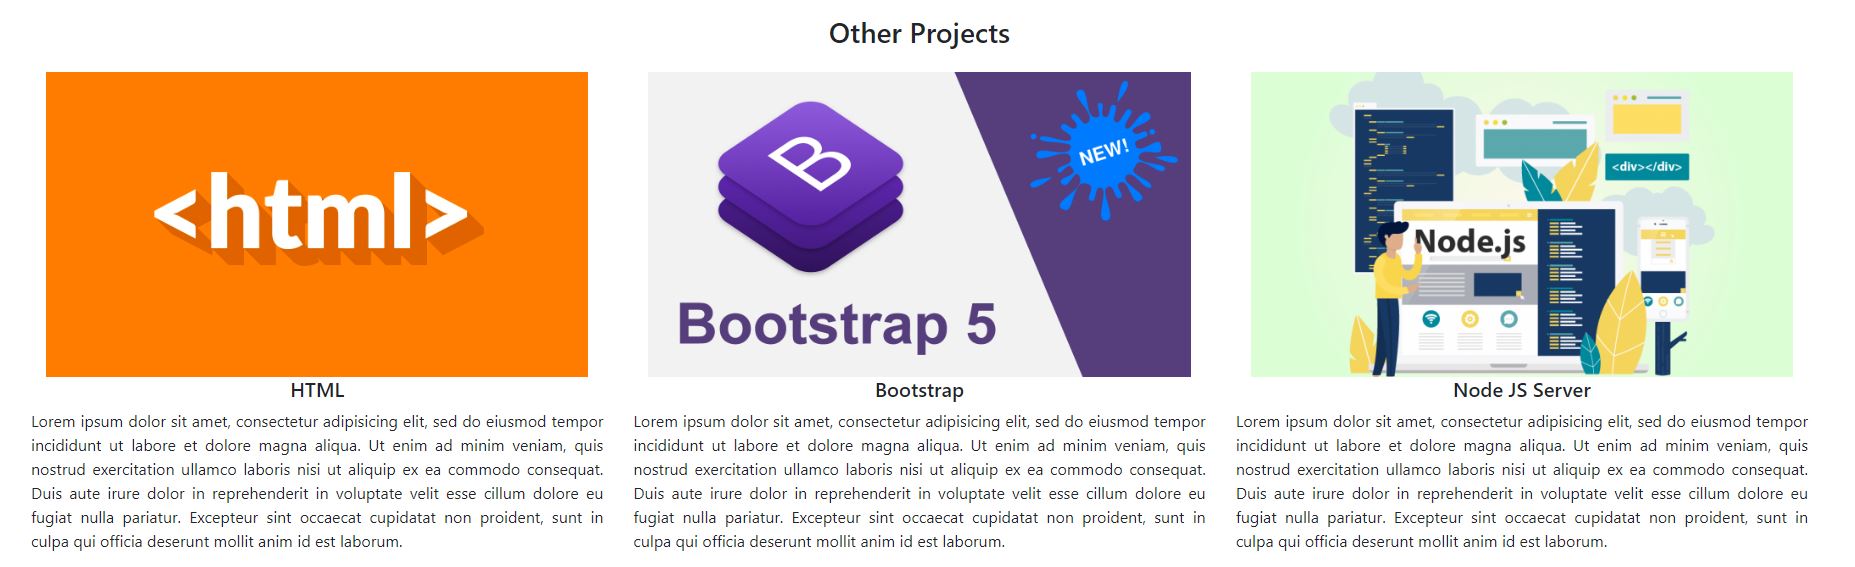 Other Projects
<html>
HTML
Lorem ipsum dolor sit amet, consectetur adipisicing elit, sed do eiusmod tempor
incididunt ut labore et dolore magna aliqua. Ut enim ad minim veniam, quis
nostrud exercitation ullamco laboris nisi ut aliquip ex ea commodo consequat.
Duis aute irure dolor in reprehenderit in voluptate velit esse cillum dolore eu
fugiat nulla pariatur. Excepteur sint occaecat cupidatat non proident, sunt in
culpa qui officia deserunt mollit anim id est laborum.
B
NEW!
Bootstrap 5
Bootstrap
Lorem ipsum dolor sit amet, consectetur adipisicing elit, sed do eiusmod tempor
incididunt ut labore et dolore magna aliqua. Ut enim ad minim veniam, quis
nostrud exercitation ullamco laboris nisi ut aliquip ex ea commodo consequat.
Duis aute irure dolor in reprehenderit in voluptate velit esse cillum dolore eu
fugiat nulla pariatur. Excepteur sint occaecat cupidatat non proident, sunt in
culpa qui officia deserunt mollit anim id est laborum.
<div></div>
Node.js
Node JS Server
Lorem ipsum dolor sit amet, consectetur adipisicing elit, sed do eiusmod tempor
incididunt ut labore et dolore magna aliqua. Ut enim ad minim veniam, quis
nostrud exercitation ullamco laboris nisi ut aliquip ex ea commodo consequat.
Duis aute irure dolor in reprehenderit in voluptate velit esse cillum dolore eu
fugiat nulla pariatur. Excepteur sint occaecat cupidatat non proident, sunt in
culpa qui officia deserunt mollit anim id est laborum.